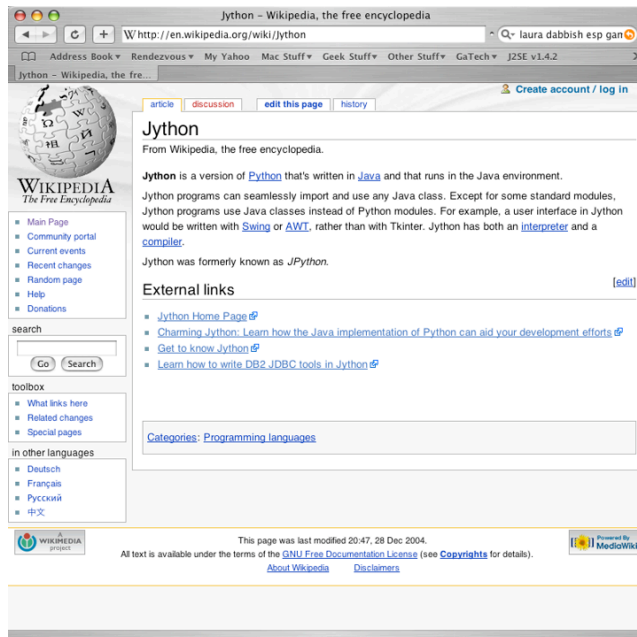 Jython – Wikipedia, the free encyclopedia
http://en.wikipedia.org/wiki/Jython
laura dabbish esp gam
Address Book Rendezvous My Yahoo Mac Stuff Geek Stuff Other Stuff GaTech J2SE v1.4.2
Jython – Wikipedia, the fre...
Create account / log in
article discussion edit this page history
WIKIPEDIA
The Free Encyclopedia
Main Page
Community portal
Current events
Recent changes
Random page
Help
Donations
search
Go Search
toolbox
What links here
Related changes
Special pages
in other languages
Deutsch
Français
Русский
中文
Jython
From Wikipedia, the free encyclopedia.
Jython is a version of Python that's written in Java and that runs in the Java environment.
Jython programs can seamlessly import and use any Java class. Except for some standard modules,
Jython programs use Java classes instead of Python modules. For example, a user interface in Jython
would be written with Swing or AWT, rather than with Tkinter. Jython has both an interpreter and a
compiler.
Jython was formerly known as JPython.
External links
[edit]
Jython Home Page
Charming Jython: Learn how the Java implementation of Python can aid your development efforts
Get to know Jython
Learn how to write DB2 JDBC tools in Jython
Categories: Programming languages
A
WIKIMEDIA
project
This page was last modified 20:47, 28 Dec 2004.
All text is available under the terms of the GNU Free Documentation License (see Copyrights for details).
About Wikipedia Disclaimers
Powered By
MediaWiki